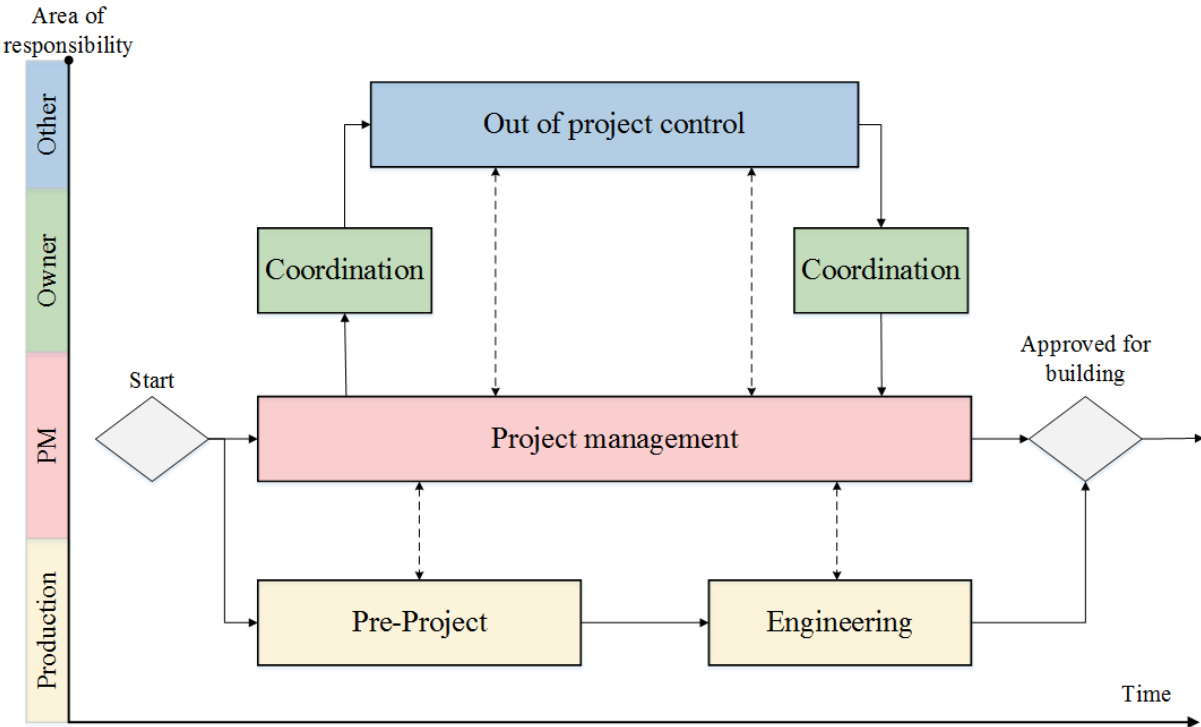 Area of
responsibility
Other
Out of project control
Owner
Coordination
Coordination
PM
Start
Project management
Approved for
building
Production
Pre-Project
Engineering
Time